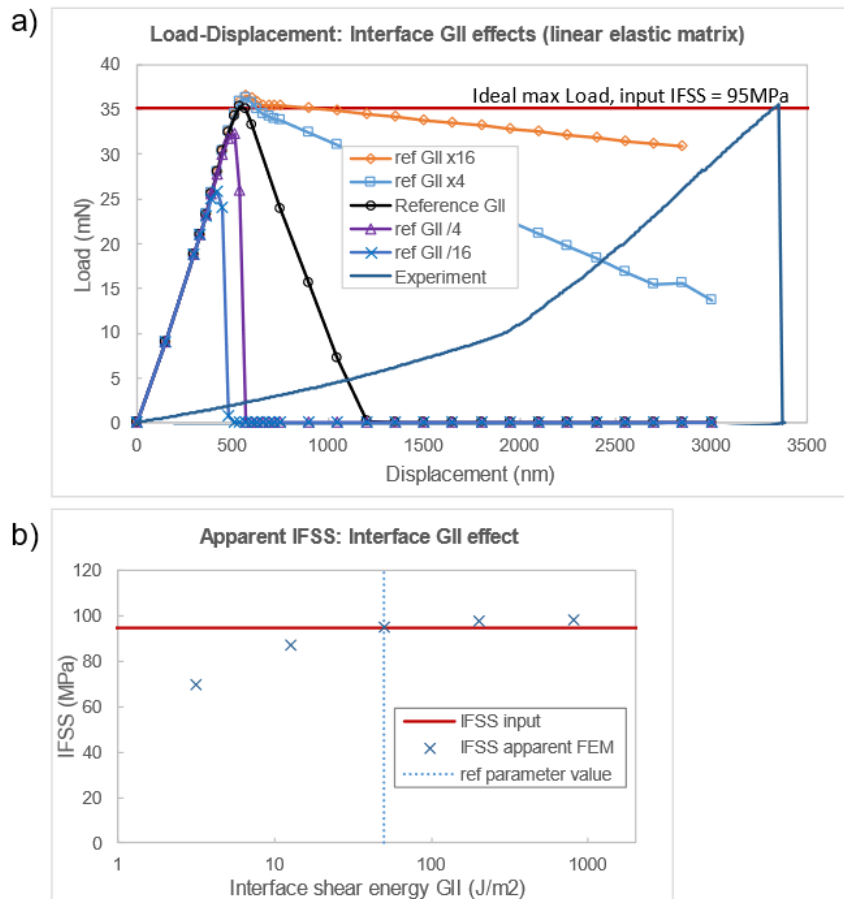 a)
Load-Displacement: Interface GII effects (linear elastic matrix)
40
35
30
25
20
15
10
5
0
Load (mN)
Ideal max Load, input IFSS = 95MPa
ref GII x16
ref GII x4
Reference GII
ref GII /4
ref GII /16
Experiment
0 500 1000 1500 2000 2500 3000 3500
Displacement (nm)
b)
Apparent IFSS: Interface GII effect
120
100
80
60
40
20
0
IFSS (MPa)
IFSS input
IFSS apparent FEM
ref parameter value
1 10 100 1000
Interface shear energy GII (J/m2)